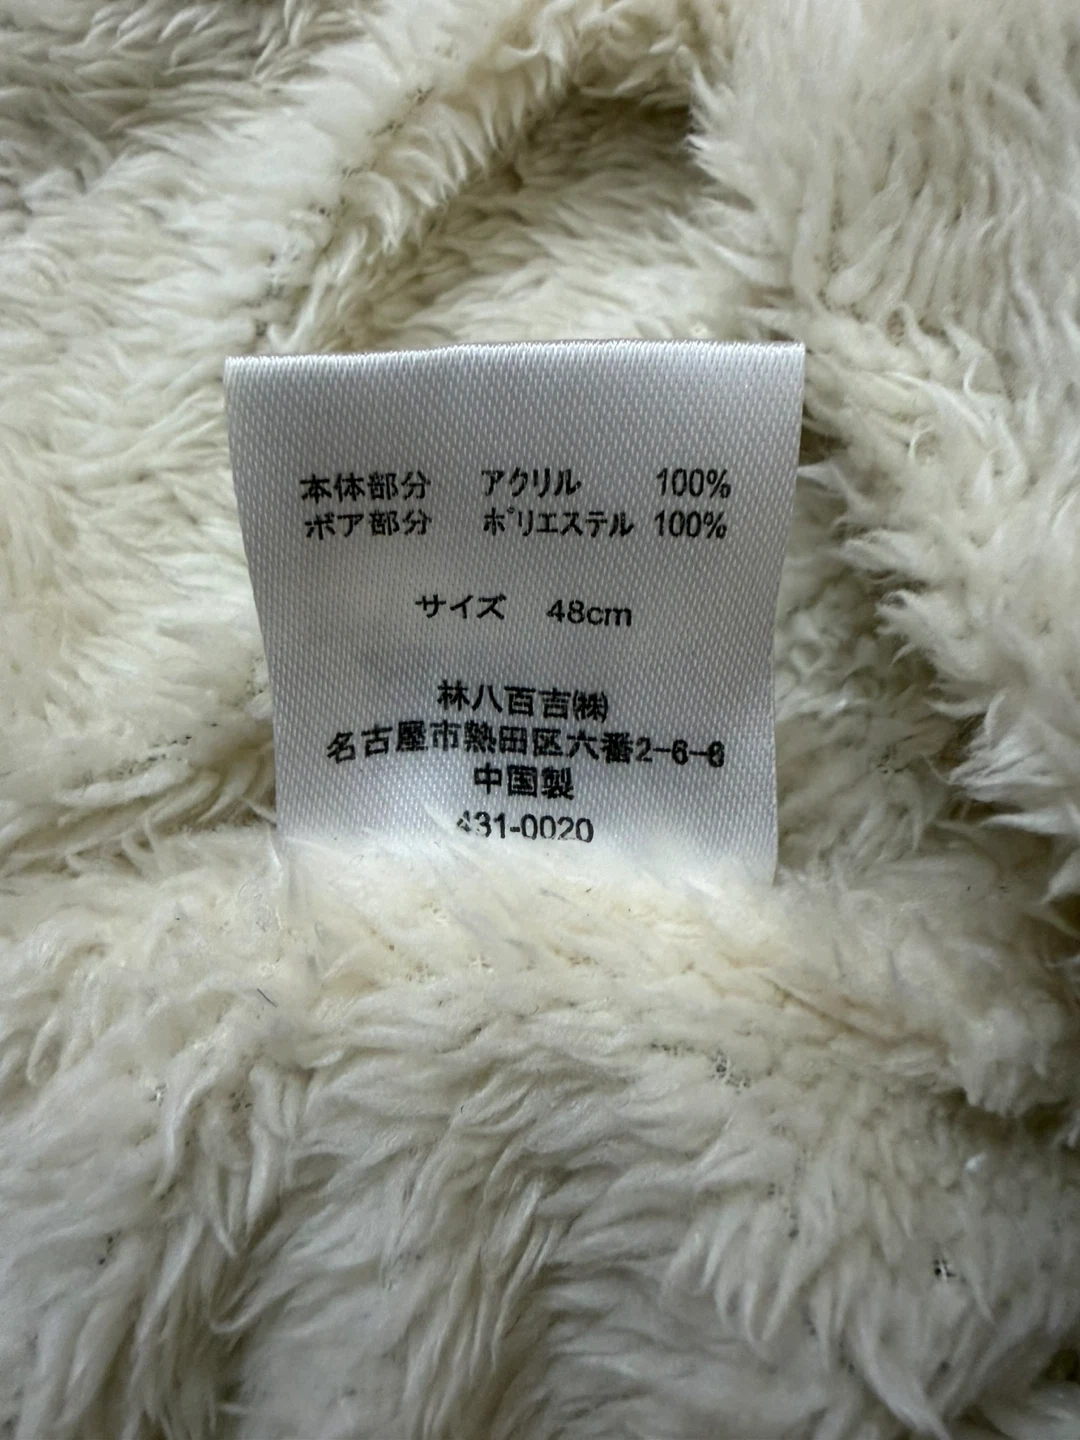 本体部分 アクリル 100%
ボア部分 ポリエステル 100%
サイズ 48cm
林八百吉㈱
名古屋市熱田区六番2-6-6
中国製
431-0020